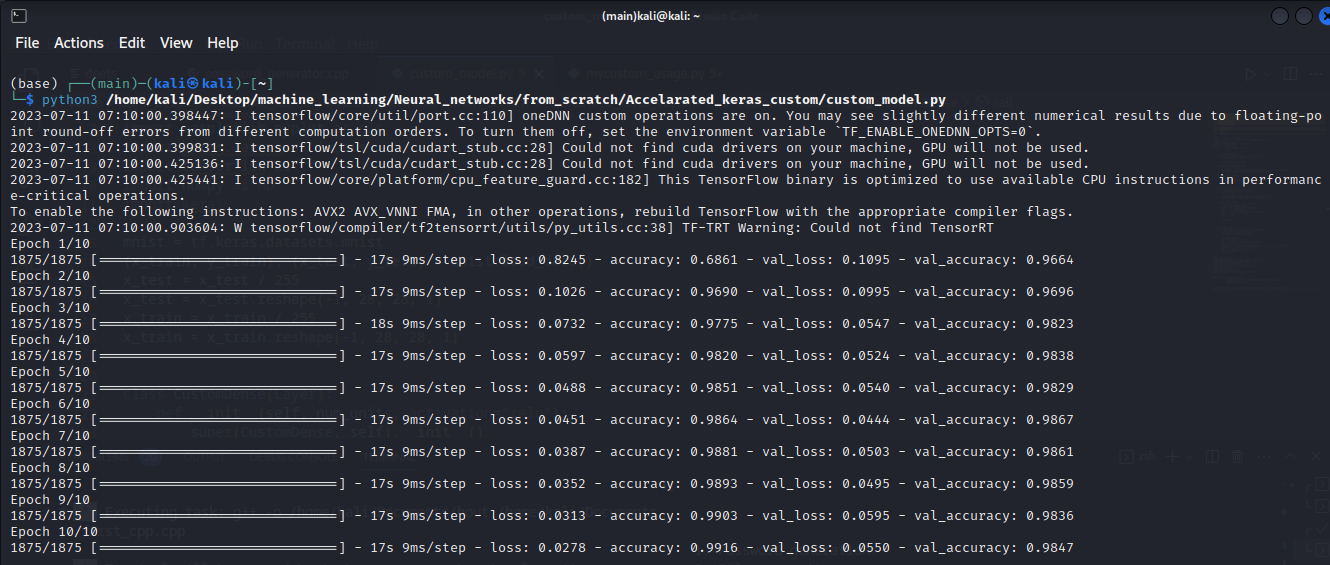 (main)kali@kali: ~
File Actions Edit View Help
(base) ┌──(main)─(kali㉿kali)-[~]
└─$ python3 /home/kali/Desktop/machine_learning/Neural_networks/from_scratch/Accelarated_keras_custom/custom_model.py
2023-07-11 07:10:00.398447: I tensorflow/core/util/port.cc:110] oneDNN custom operations are on. You may see slightly different numerical results due to floating-po
int round-off errors from different computation orders. To turn them off, set the environment variable `TF_ENABLE_ONEDNN_OPTS=0`.
2023-07-11 07:10:00.399831: I tensorflow/tsl/cuda/cudart_stub.cc:28] Could not find cuda drivers on your machine, GPU will not be used.
2023-07-11 07:10:00.425136: I tensorflow/tsl/cuda/cudart_stub.cc:28] Could not find cuda drivers on your machine, GPU will not be used.
2023-07-11 07:10:00.425441: I tensorflow/core/platform/cpu_feature_guard.cc:182] This TensorFlow binary is optimized to use available CPU instructions in performanc
e-critical operations.
To enable the following instructions: AVX2 AVX_VNNI FMA, in other operations, rebuild TensorFlow with the appropriate compiler flags.
2023-07-11 07:10:00.903604: W tensorflow/compiler/tf2tensorrt/utils/py_utils.cc:38] TF-TRT Warning: Could not find TensorRT
Epoch 1/10
1875/1875 [==============================] - 17s 9ms/step - loss: 0.8245 - accuracy: 0.6861 - val_loss: 0.1095 - val_accuracy: 0.9664
Epoch 2/10
1875/1875 [==============================] - 17s 9ms/step - loss: 0.1026 - accuracy: 0.9690 - val_loss: 0.0995 - val_accuracy: 0.9696
Epoch 3/10
1875/1875 [==============================] - 18s 9ms/step - loss: 0.0732 - accuracy: 0.9775 - val_loss: 0.0547 - val_accuracy: 0.9823
Epoch 4/10
1875/1875 [==============================] - 17s 9ms/step - loss: 0.0597 - accuracy: 0.9820 - val_loss: 0.0524 - val_accuracy: 0.9838
Epoch 5/10
1875/1875 [==============================] - 17s 9ms/step - loss: 0.0488 - accuracy: 0.9851 - val_loss: 0.0540 - val_accuracy: 0.9829
Epoch 6/10
1875/1875 [==============================] - 17s 9ms/step - loss: 0.0451 - accuracy: 0.9864 - val_loss: 0.0444 - val_accuracy: 0.9867
Epoch 7/10
1875/1875 [==============================] - 17s 9ms/step - loss: 0.0387 - accuracy: 0.9881 - val_loss: 0.0503 - val_accuracy: 0.9861
Epoch 8/10
1875/1875 [==============================] - 17s 9ms/step - loss: 0.0352 - accuracy: 0.9893 - val_loss: 0.0495 - val_accuracy: 0.9859
Epoch 9/10
1875/1875 [==============================] - 17s 9ms/step - loss: 0.0313 - accuracy: 0.9903 - val_loss: 0.0595 - val_accuracy: 0.9836
Epoch 10/10
1875/1875 [==============================] - 17s 9ms/step - loss: 0.0278 - accuracy: 0.9916 - val_loss: 0.0550 - val_accuracy: 0.9847